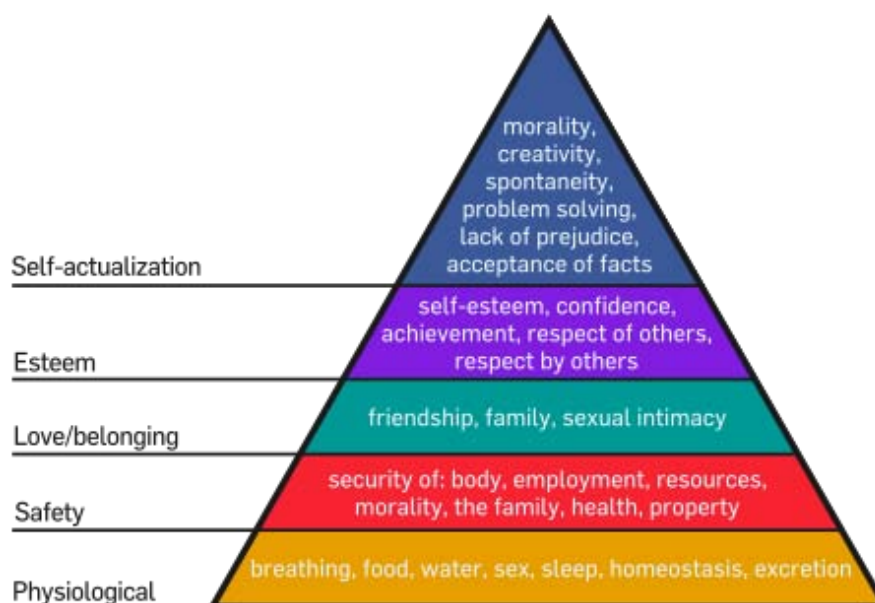 morality,
creativity,
spontaneity,
problem solving,
lack of prejudice,
acceptance of facts
Self-actualization
self-esteem, confidence,
achievement, respect of others,
respect by others
Esteem
friendship, family, sexual intimacy
Love/belonging
security of: body, employment, resources,
morality, the family, health, property
Safety
breathing, food, water, sex, sleep, homeostasis, excretion
Physiological